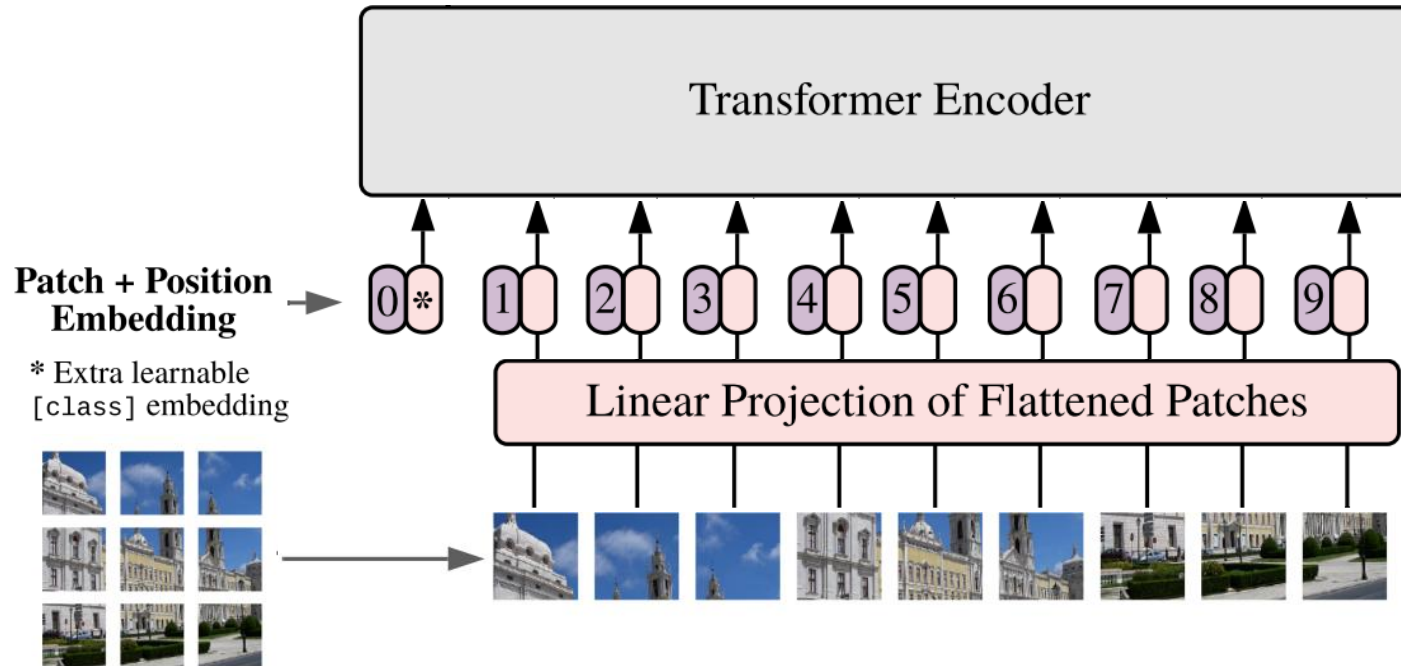 Transformer Encoder
Patch + Position
Embedding
0 * 1 2 3 4 5 6 7 8 9
* Extra learnable
[class] embedding
Linear Projection of Flattened Patches